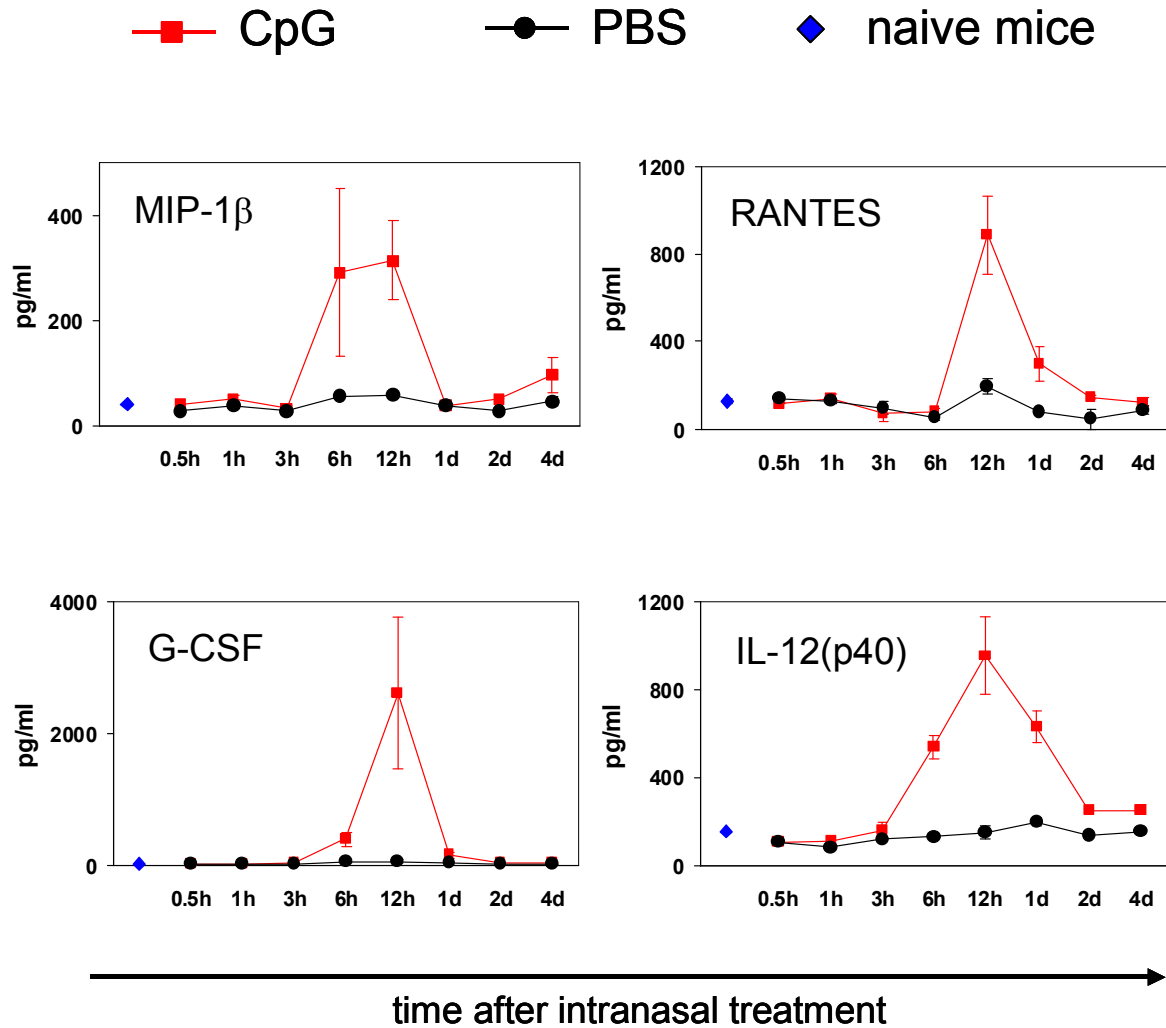 CpG PBS naive mice
MIP-1β
400
200
0
pg/ml
0.5h 1h 3h 6h 12h 1d 2d 4d
RANTES
1200
800
400
0
pg/ml
0.5h 1h 3h 6h 12h 1d 2d 4d
G-CSF
4000
2000
0
pg/ml
0.5h 1h 3h 6h 12h 1d 2d 4d
IL-12(p40)
1200
800
400
0
pg/ml
0.5h 1h 3h 6h 12h 1d 2d 4d
time after intranasal treatment